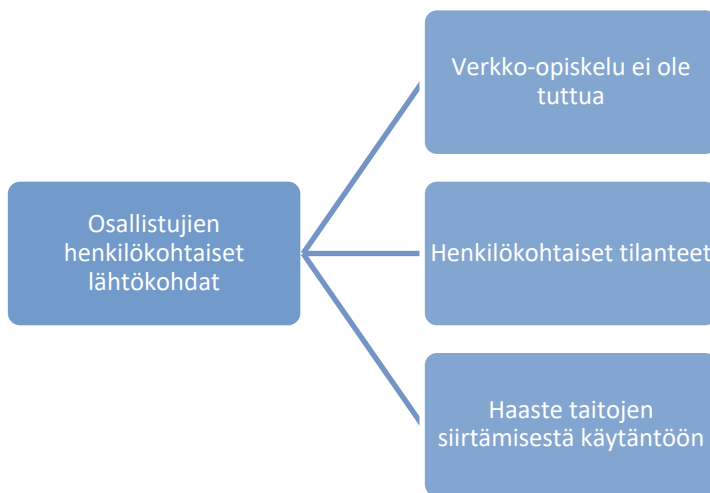 Verkko-opiskelu ei ole
tuttua
Osallistujien
henkilökohtaiset
lähtökohdat
Henkilökohtaiset tilanteet
Haaste taitojen
siirtämisestä käytäntöön